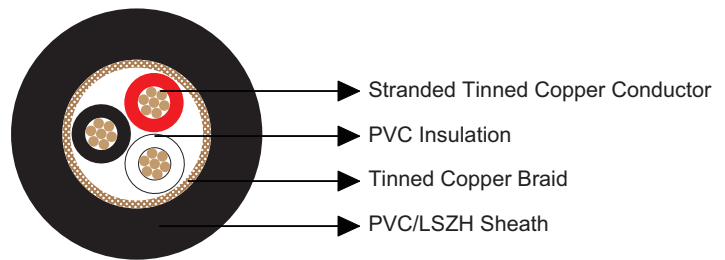 Stranded Tinned Copper Conductor
PVC Insulation
Tinned Copper Braid
PVC/LSZH Sheath